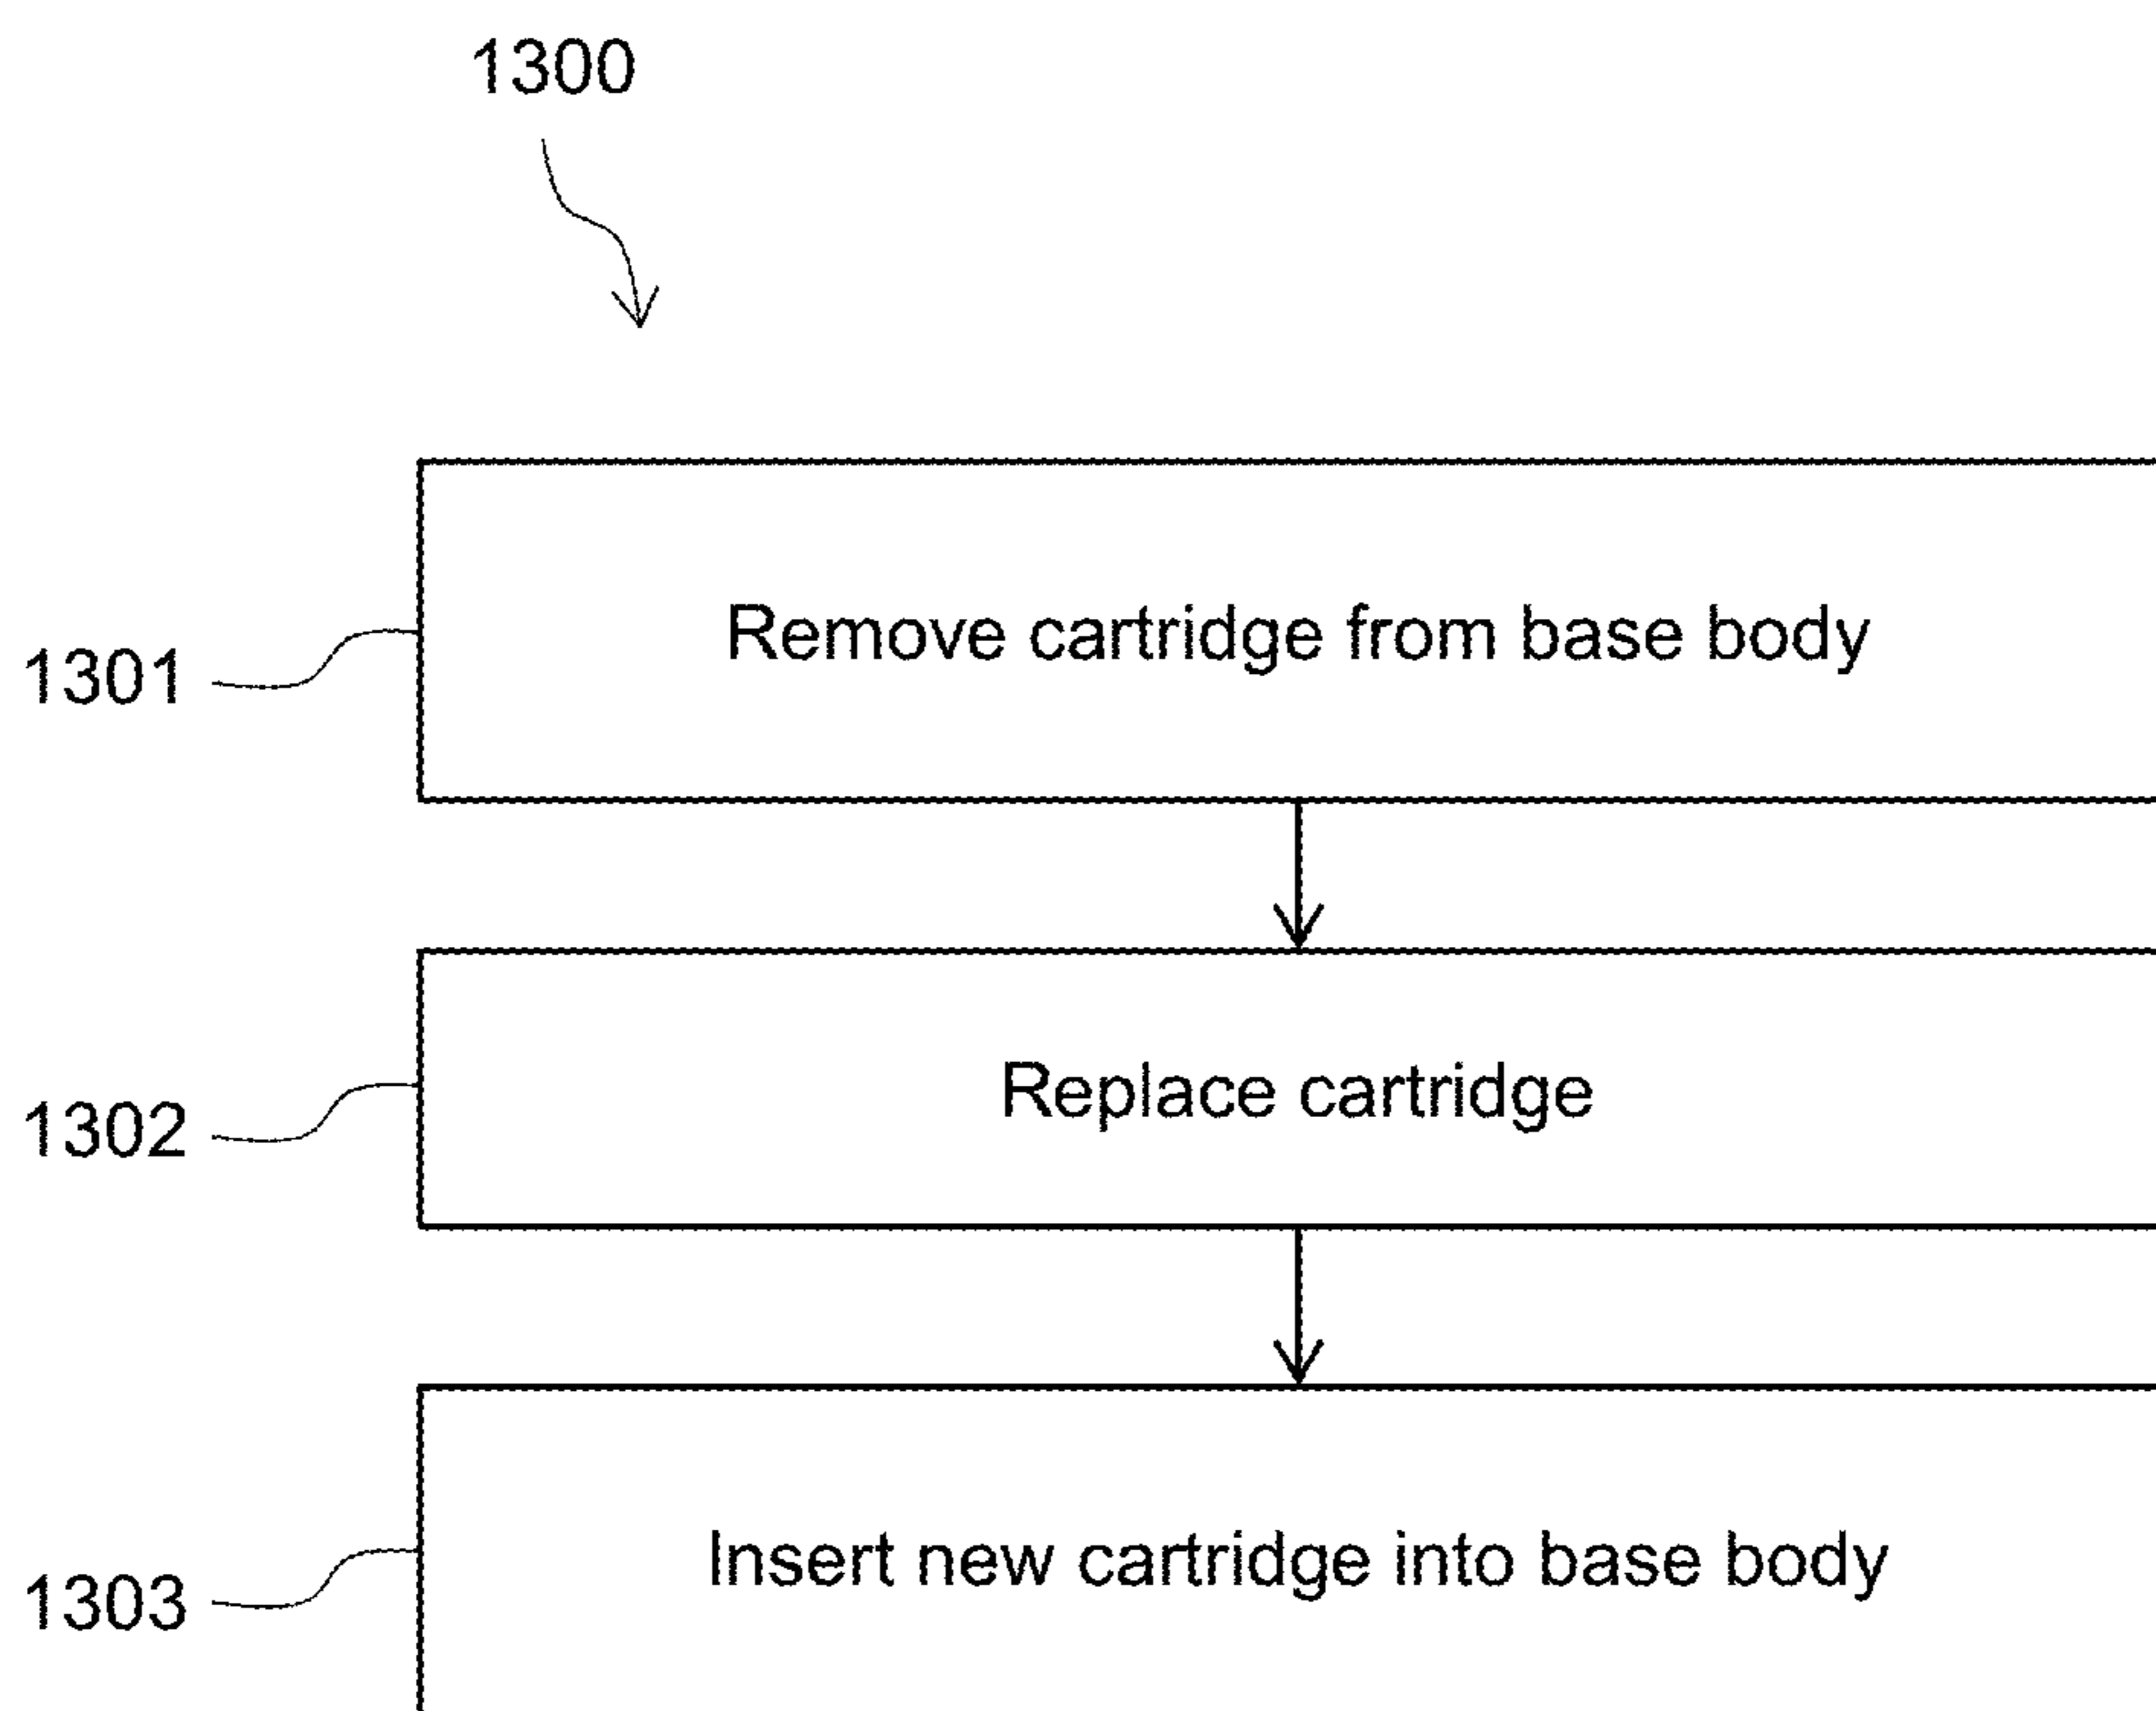 1300
1301
Remove cartridge from base body
1302
Replace cartridge
1303
Insert new cartridge into base body